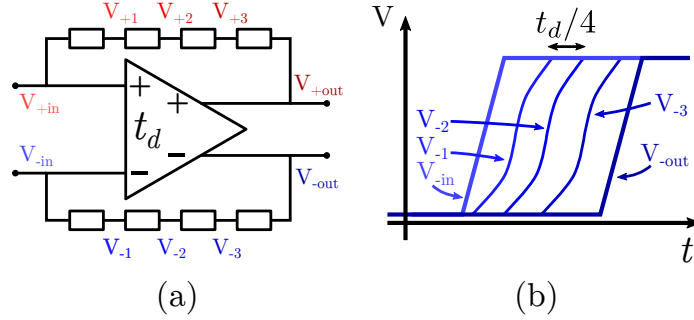 V+1 V+2 V+3
V+in
+
+
V+out
td
V-in
-
-
V-out
V-1 V-2 V-3
(a)
V
td/4
V-2
V-3
V-1
V-in
V-out
t
(b)